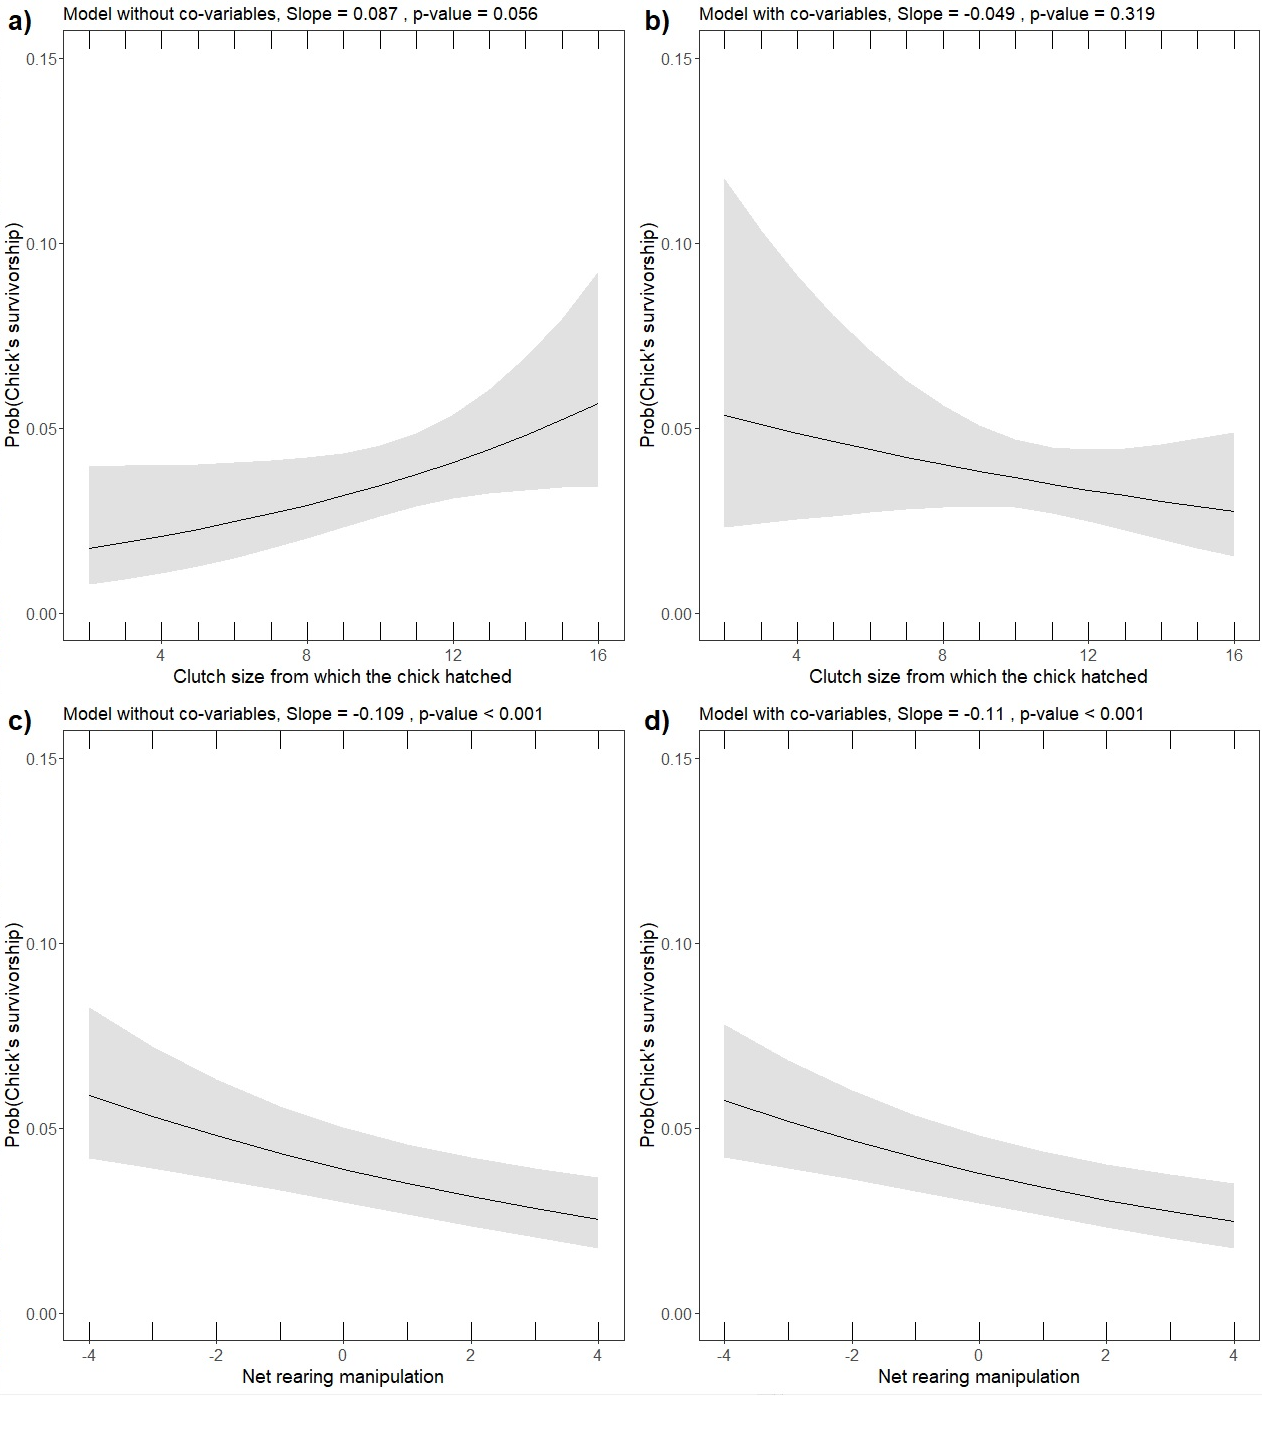 a) Model without co-variables, Slope = 0.087 , p-value = 0.056
0.15
0.10
0.05
0.00
Prob(Chick's survivorship)
4 8 12 16
Clutch size from which the chick hatched
b) Model with co-variables, Slope = -0.049 , p-value = 0.319
0.15
0.10
0.05
0.00
Prob(Chick's survivorship)
4 8 12 16
Clutch size from which the chick hatched
c) Model without co-variables, Slope = -0.109 , p-value < 0.001
0.15
0.10
0.05
0.00
Prob(Chick's survivorship)
-4 -2 0 2 4
Net rearing manipulation
d) Model with co-variables, Slope = -0.11 , p-value < 0.001
0.15
0.10
0.05
0.00
Prob(Chick's survivorship)
-4 -2 0 2 4
Net rearing manipulation